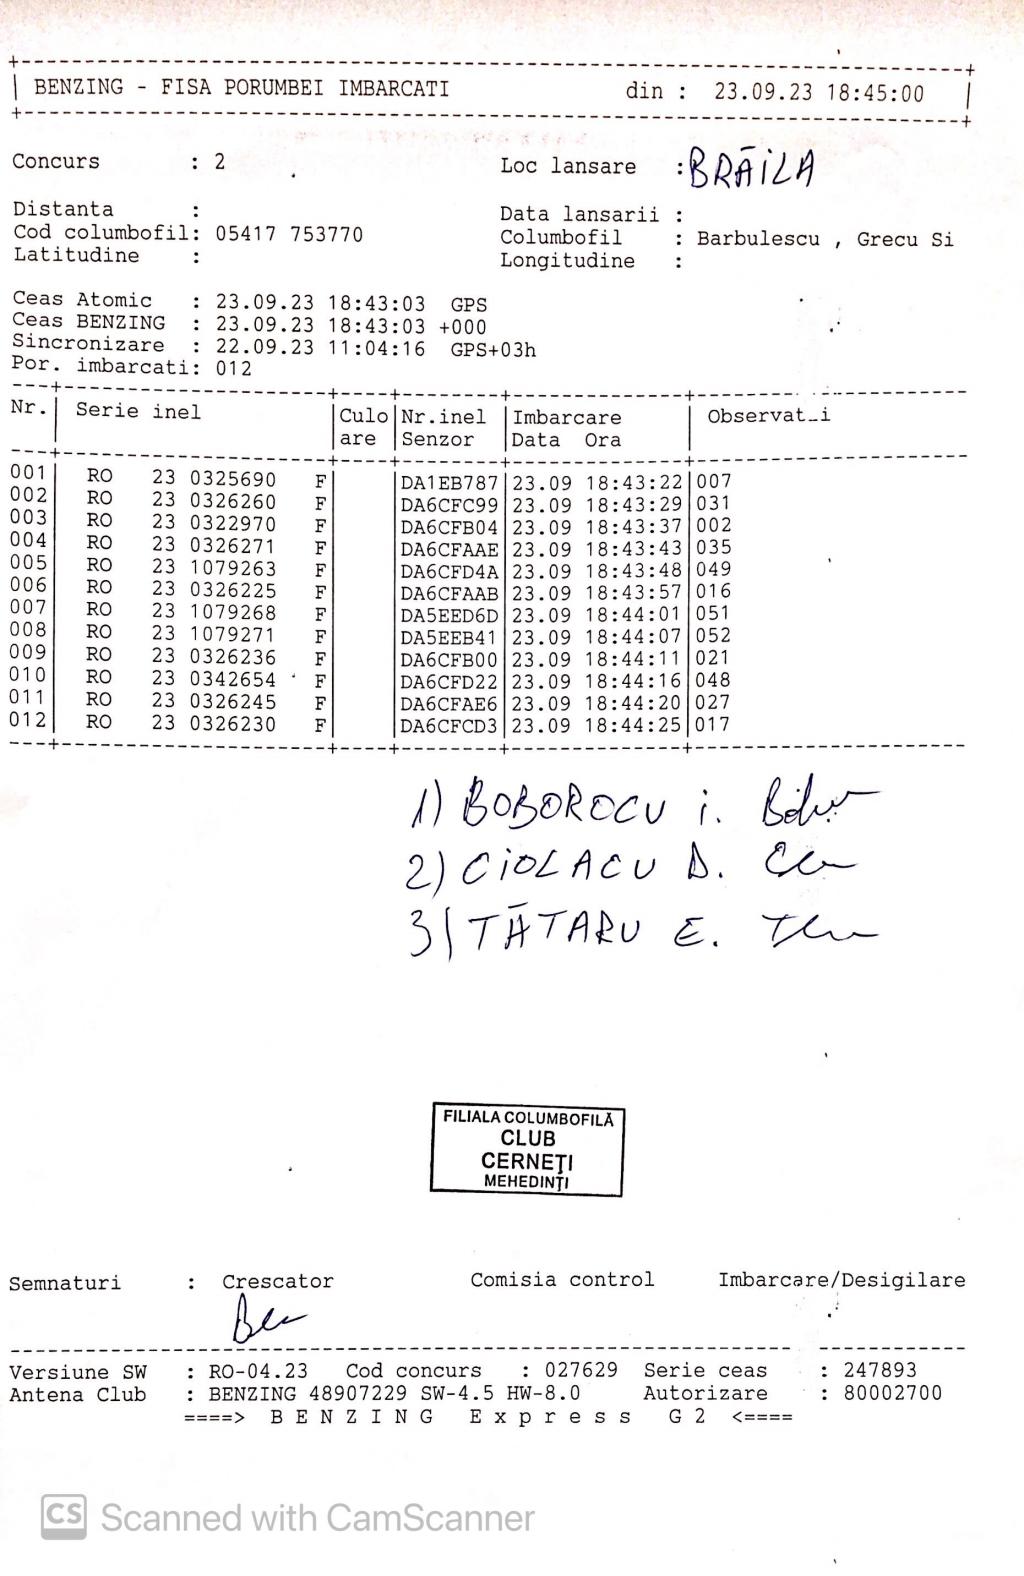 BENZING - FISA PORUMBEI IMBARCATI din : 23.09.23 18:45:00
Concurs : 2 Loc lansare : BRĂiLA
Distanta : Data lansarii :
Cod columbofil: 05417 753770 Columbofil : Barbulescu , Grecu Si
Latitudine : Longitudine :
Ceas Atomic : 23.09.23 18:43:03 GPS
Ceas BENZING : 23.09.23 18:43:03 +000
Sincronizare : 22.09.23 11:04:16 GPS+03h
Por. imbarcati: 012
Nr. Serie inel Culo Nr.inel Imbarcare Observatii
are Senzor Data Ora
001 RO 23 0325690 F DA1EB787 23.09 18:43:22 007
002 RO 23 0326260 F DA6CFC99 23.09 18:43:29 031
003 RO 23 0322970 F DA6CFB04 23.09 18:43:37 002
004 RO 23 0326271 F DA6CFAAE 23.09 18:43:43 035
005 RO 23 1079263 F DA6CFD4A 23.09 18:43:48 049
006 RO 23 0326225 F DA6CFAAB 23.09 18:43:57 016
007 RO 23 1079268 F DA5EED6D 23.09 18:44:01 051
008 RO 23 1079271 F DA5EEB41 23.09 18:44:07 052
009 RO 23 0326236 F DA6CFB00 23.09 18:44:11 021
010 RO 23 0342654 F DA6CFD22 23.09 18:44:16 048
011 RO 23 0326245 F DA6CFAE6 23.09 18:44:20 027
012 RO 23 0326230 F DA6CFCD3 23.09 18:44:25 017
1) BOBOROCU i.
2) CiOLACU D.
3) TĂTARU E.
FILIALA COLUMBOFILĂ
CLUB
CERNEȚI
MEHEDINȚI
Semnaturi : Crescator Comisia control Imbarcare/Desigilare
Versiune SW : RO-04.23 Cod concurs : 027629 Serie ceas : 247893
Antena Club : BENZING 48907229 SW-4.5 HW-8.0 Autorizare : 80002700
====> B E N Z I N G E x p r e s s G 2 <====
CS Scanned with CamScanner